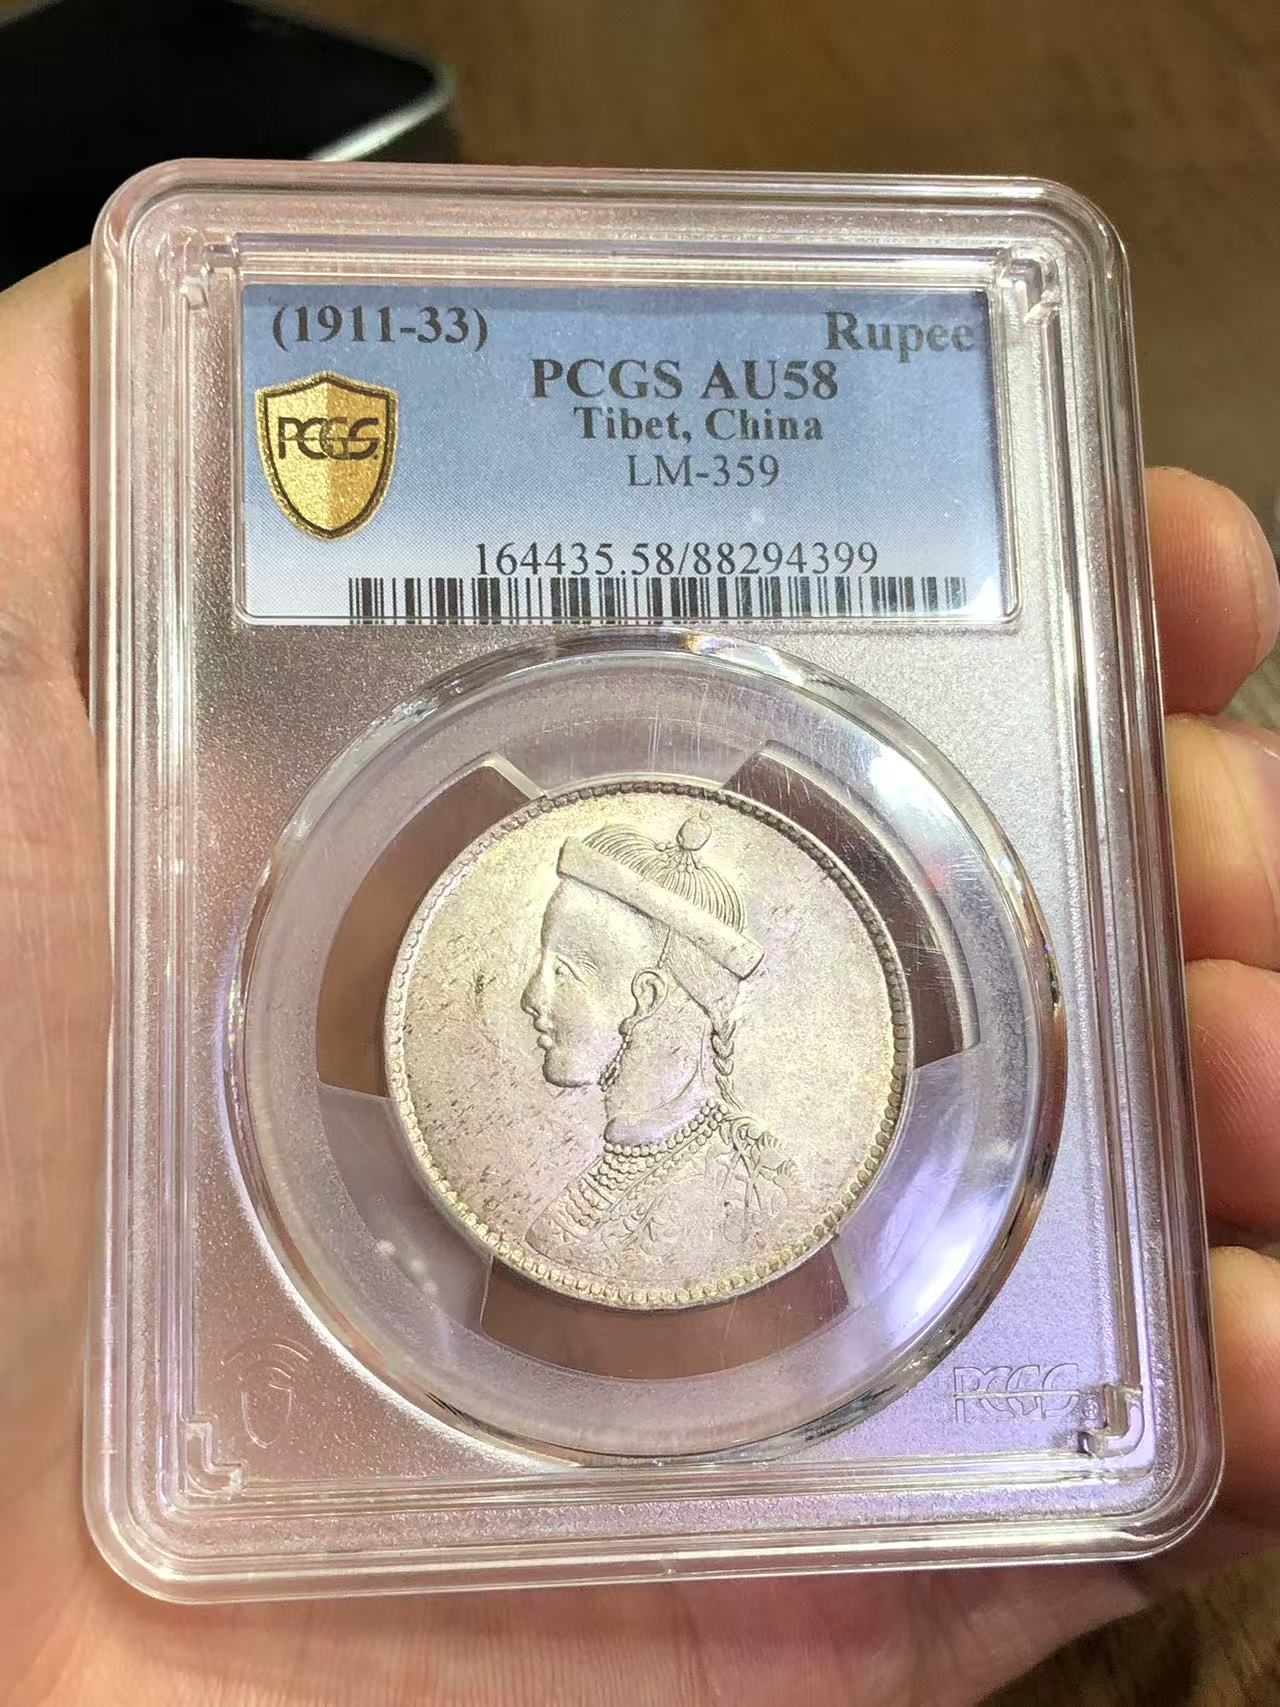 (1911-33) Rupee
PCGS AU58
Tibet, China
PCGS
LM-359
164435.58/88294399
PCGS